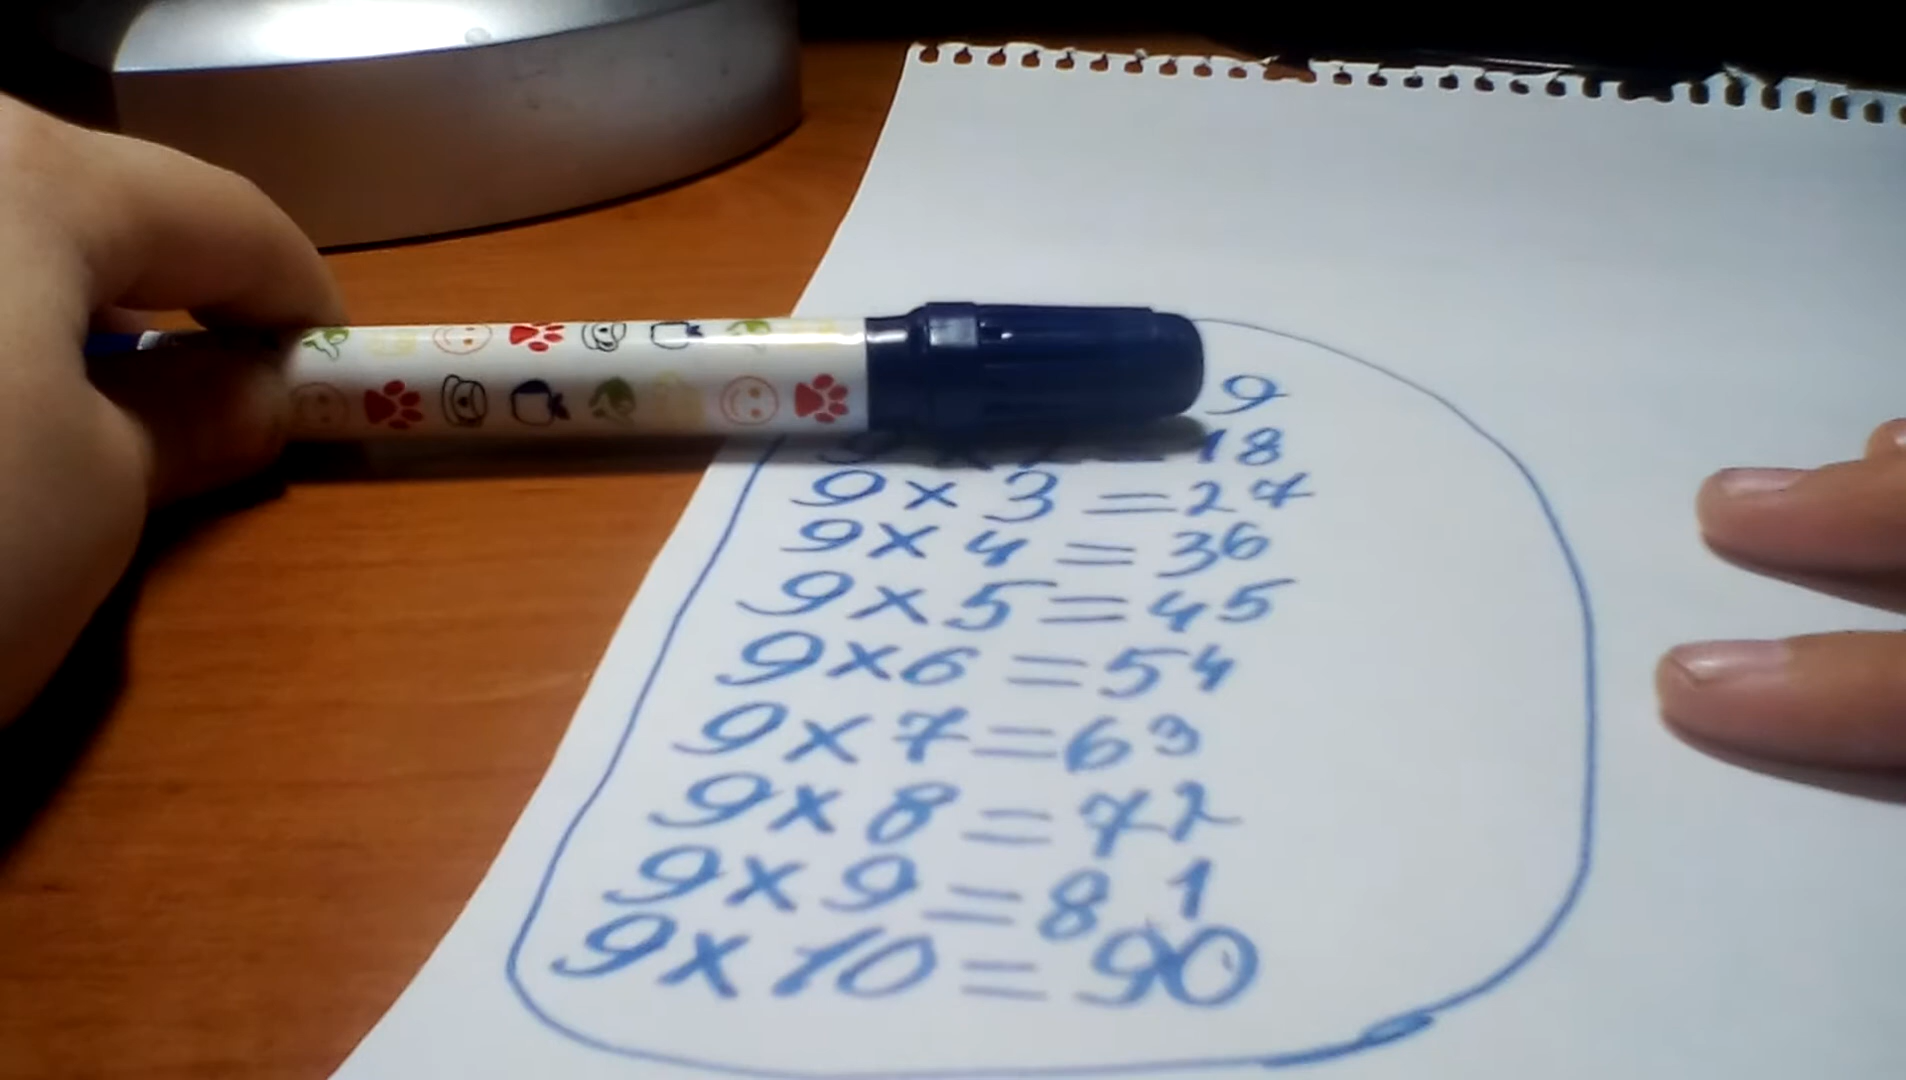 9
= 18
9 x 3 = 27
9 x 4 = 36
9 x 5 = 45
9 x 6 = 54
9 x 7 = 63
9 x 8 = 72
9 x 9 = 81
9 x 10 = 90